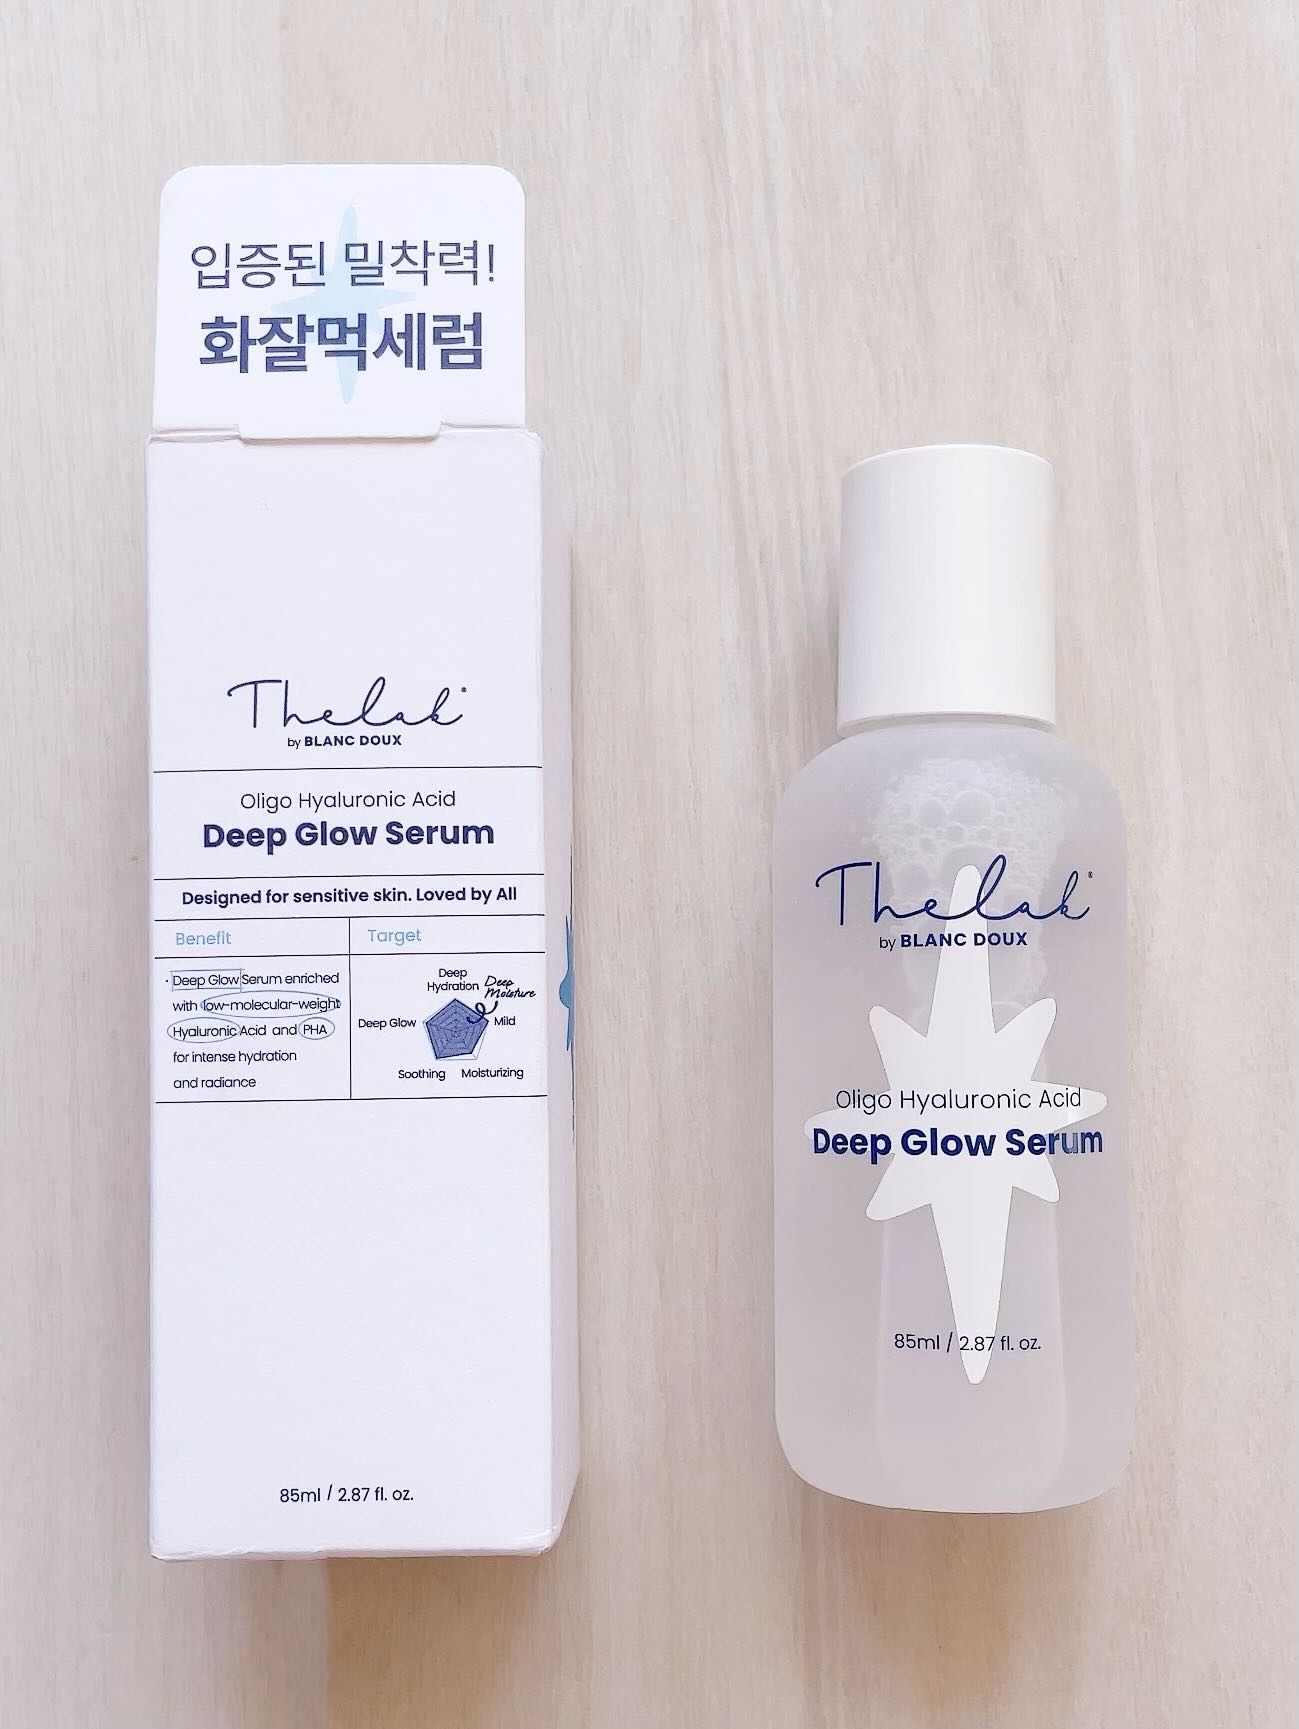 입증된 밀착력!
화잘먹세럼
Thelab®
by BLANC DOUX
Oligo Hyaluronic Acid
Deep Glow Serum
Designed for sensitive skin. Loved by All
Benefit
· Deep Glow Serum enriched
with low-molecular-weight
Hyaluronic Acid and PHA
for intense hydration
and radiance
Target
Deep
Hydration
Deep
Moisture
Deep Glow
Mild
Soothing
Moisturizing
85ml / 2.87 fl. oz.
Thelab®
by BLANC DOUX
Oligo Hyaluronic Acid
Deep Glow Serum
85ml / 2.87 fl. oz.